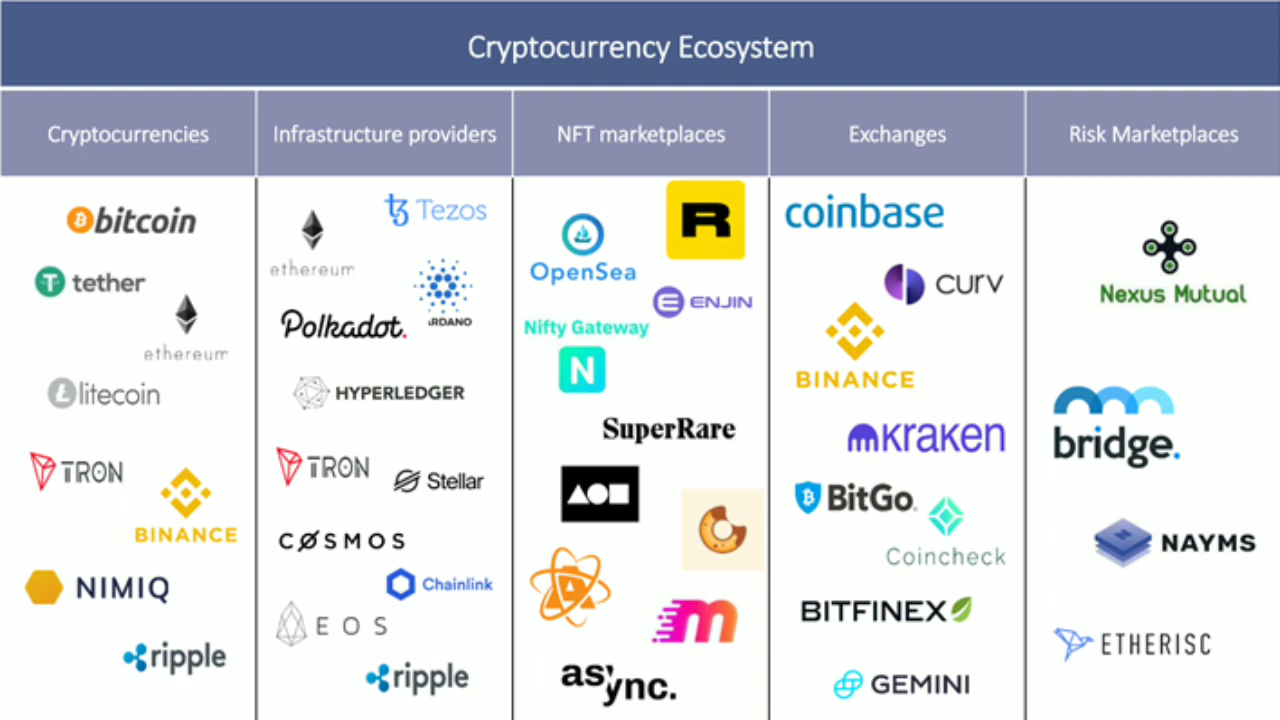 Cryptocurrency Ecosystem
Cryptocurrencies
Infrastructure providers
NFT marketplaces
Exchanges
Risk Marketplaces
bitcoin
tether
ethereum
litecoin
TRON
BINANCE
NIMIQ
ripple
Tezos
ethereum
ARDANO
Polkadot.
HYPERLEDGER
TRON
Stellar
COSMOS
Chainlink
EOS
ripple
R
OpenSea
ENJIN
Nifty Gateway
N
SuperRare
m
async.
coinbase
curv
BINANCE
kraken
BitGo
Coincheck
BITFINEX
GEMINI
Nexus Mutual
bridge.
N
NAYMS
ETHERISC